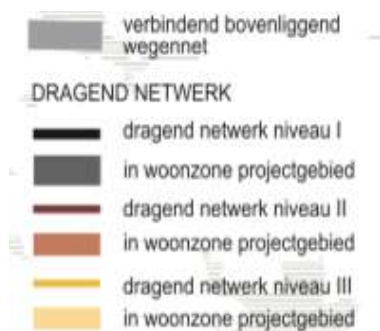 verbindend bovenliggend
wegennet
DRAGEND NETWERK
dragend netwerk niveau I
in woonzone projectgebied
dragend netwerk niveau II
in woonzone projectgebied
dragend netwerk niveau III
in woonzone projectgebied